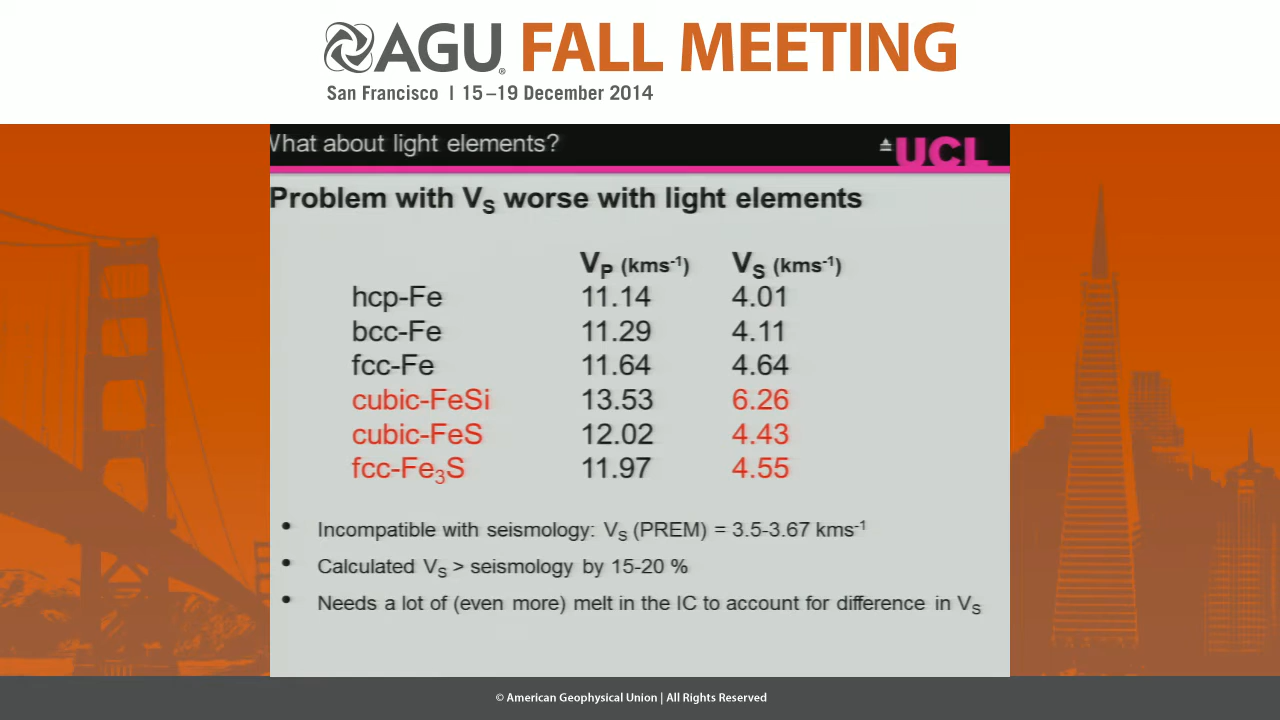 AGU FALL MEETING
San Francisco | 15–19 December 2014
What about light elements?
UCL
Problem with VS worse with light elements
VP (kms-1) VS (kms-1)
hcp-Fe 11.14 4.01
bcc-Fe 11.29 4.11
fcc-Fe 11.64 4.64
cubic-FeSi 13.53 6.26
cubic-FeS 12.02 4.43
fcc-Fe3S 11.97 4.55
• Incompatible with seismology: VS (PREM) = 3.5-3.67 kms-1
• Calculated VS > seismology by 15-20 %
• Needs a lot of (even more) melt in the IC to account for difference in VS
© American Geophysical Union | All Rights Reserved